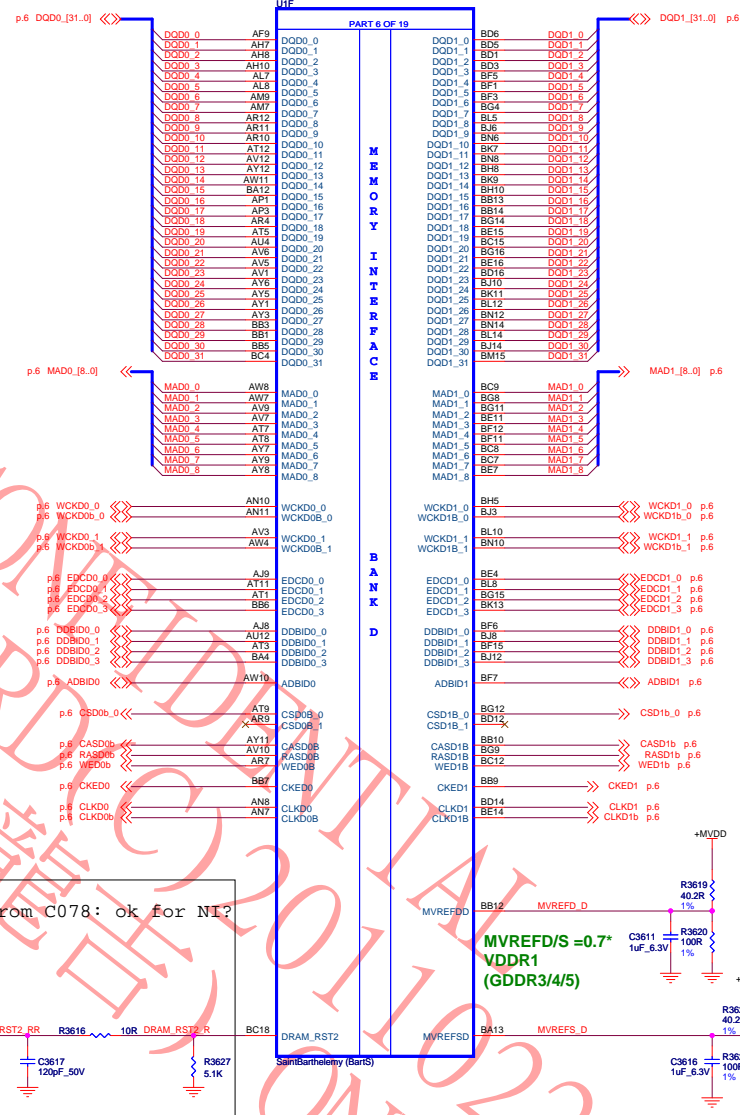 U1F
PART 6 OF 19
p.6 DQD0_[31..0]
DQD1_[31..0] p.6
DQD0_0 AF9 DQD0_0 DQD1_0 BD6 DQD1_0
DQD0_1 AH7 DQD0_1 DQD1_1 BD5 DQD1_1
DQD0_2 AH8 DQD0_2 DQD1_2 BD1 DQD1_2
DQD0_3 AH10 DQD0_3 DQD1_3 BD3 DQD1_3
DQD0_4 AL7 DQD0_4 DQD1_4 BF5 DQD1_4
DQD0_5 AL8 DQD0_5 DQD1_5 BF1 DQD1_5
DQD0_6 AM9 DQD0_6 DQD1_6 BF3 DQD1_6
DQD0_7 AM7 DQD0_7 DQD1_7 BG4 DQD1_7
DQD0_8 AR12 DQD0_8 DQD1_8 BL5 DQD1_8
DQD0_9 AR11 DQD0_9 DQD1_9 BJ6 DQD1_9
DQD0_10 AR10 DQD0_10 DQD1_10 BN6 DQD1_10
DQD0_11 AT12 DQD0_11 DQD1_11 BK7 DQD1_11
DQD0_12 AV12 DQD0_12 DQD1_12 BN8 DQD1_12
DQD0_13 AY12 DQD0_13 DQD1_13 BH8 DQD1_13
DQD0_14 AW11 DQD0_14 DQD1_14 BK9 DQD1_14
DQD0_15 BA12 DQD0_15 DQD1_15 BH10 DQD1_15
DQD0_16 AP1 DQD0_16 DQD1_16 BB13 DQD1_16
DQD0_17 AP3 DQD0_17 DQD1_17 BB14 DQD1_17
DQD0_18 AR4 DQD0_18 DQD1_18 BG14 DQD1_18
DQD0_19 AT5 DQD0_19 DQD1_19 BE15 DQD1_19
DQD0_20 AU4 DQD0_20 DQD1_20 BC15 DQD1_20
DQD0_21 AV6 DQD0_21 DQD1_21 BG16 DQD1_21
DQD0_22 AV5 DQD0_22 DQD1_22 BE16 DQD1_22
DQD0_23 AV1 DQD0_23 DQD1_23 BD16 DQD1_23
DQD0_24 AY6 DQD0_24 DQD1_24 BJ10 DQD1_24
DQD0_25 AY5 DQD0_25 DQD1_25 BK11 DQD1_25
DQD0_26 AY1 DQD0_26 DQD1_26 BL12 DQD1_26
DQD0_27 AY3 DQD0_27 DQD1_27 BN12 DQD1_27
DQD0_28 BB3 DQD0_28 DQD1_28 BN14 DQD1_28
DQD0_29 BB1 DQD0_29 DQD1_29 BL14 DQD1_29
DQD0_30 BB5 DQD0_30 DQD1_30 BJ14 DQD1_30
DQD0_31 BC4 DQD0_31 DQD1_31 BM15 DQD1_31
MEMORY INTERFACE BANK D
p.6 MAD0_[8..0]
MAD1_[8..0] p.6
MAD0_0 AW8 MAD0_0 MAD1_0 BC9 MAD1_0
MAD0_1 AW7 MAD0_1 MAD1_1 BG8 MAD1_1
MAD0_2 AV9 MAD0_2 MAD1_2 BG11 MAD1_2
MAD0_3 AV7 MAD0_3 MAD1_3 BE11 MAD1_3
MAD0_4 AT7 MAD0_4 MAD1_4 BF12 MAD1_4
MAD0_5 AT8 MAD0_5 MAD1_5 BF11 MAD1_5
MAD0_6 AY7 MAD0_6 MAD1_6 BC8 MAD1_6
MAD0_7 AY9 MAD0_7 MAD1_7 BC7 MAD1_7
MAD0_8 AY8 MAD0_8 MAD1_8 BE7 MAD1_8
p.6 WCKD0_0 AN10 WCKD0_0 WCKD1_0 BH5 WCKD1_0 p.6
p.6 WCKD0b_0 AN11 WCKD0B_0 WCKD1B_0 BJ3 WCKD1b_0 p.6
p.6 WCKD0_1 AV3 WCKD0_1 WCKD1_1 BL10 WCKD1_1 p.6
p.6 WCKD0b_1 AW4 WCKD0B_1 WCKD1B_1 BN10 WCKD1b_1 p.6
p.6 EDCD0_0 AJ9 EDCD0_0 EDCD1_0 BE4 EDCD1_0 p.6
p.6 EDCD0_1 AT11 EDCD0_1 EDCD1_1 BL8 EDCD1_1 p.6
p.6 EDCD0_2 AT1 EDCD0_2 EDCD1_2 BG15 EDCD1_2 p.6
p.6 EDCD0_3 BB6 EDCD0_3 EDCD1_3 BK13 EDCD1_3 p.6
p.6 DDBID0_0 AJ8 DDBID0_0 DDBID1_0 BF6 DDBID1_0 p.6
p.6 DDBID0_1 AU12 DDBID0_1 DDBID1_1 BJ8 DDBID1_1 p.6
p.6 DDBID0_2 AT3 DDBID0_2 DDBID1_2 BF15 DDBID1_2 p.6
p.6 DDBID0_3 BA4 DDBID0_3 DDBID1_3 BJ12 DDBID1_3 p.6
p.6 ADBID0 AW10 ADBID0 ADBID1 BF7 ADBID1 p.6
p.6 CSD0b_0 AT9 CSD0B_0 CSD1B_0 BG12 CSD1b_0 p.6
AR9 CSD0B_1 CSD1B_1 BD12
p.6 CASD0b AY11 CASD0B CASD1B BB10 CASD1b p.6
p.6 RASD0b AV10 RASD0B RASD1B BG9 RASD1b p.6
p.6 WED0b AR7 WED0B WED1B BC12 WED1b p.6
p.6 CKED0 BB7 CKED0 CKED1 BB9 CKED1 p.6
p.6 CLKD0 AN8 CLKD0 CLKD1 BD14 CLKD1 p.6
p.6 CLKD0b AN7 CLKD0B CLKD1B BE14 CLKD1b p.6
+MVDD
R3619
40.2R
1%
rom C078: ok for NI?
MVREFDD BB12 MVREFD_D
C3611
1uF_6.3V
R3620
100R
1%
MVREFD/S =0.7*
VDDR1
(GDDR3/4/5)
RST2_RR R3616 10R DRAM_RST2_R BC18 DRAM_RST2
MVREFSD BA13 MVREFS_D
40.2
1%
C3617
120pF_50V
R3627
5.1K
C3616
1uF_6.3V
1%
SaintBarthelemy (BartS)
CONFIDENTIAL
(C)2011022
龍吉)